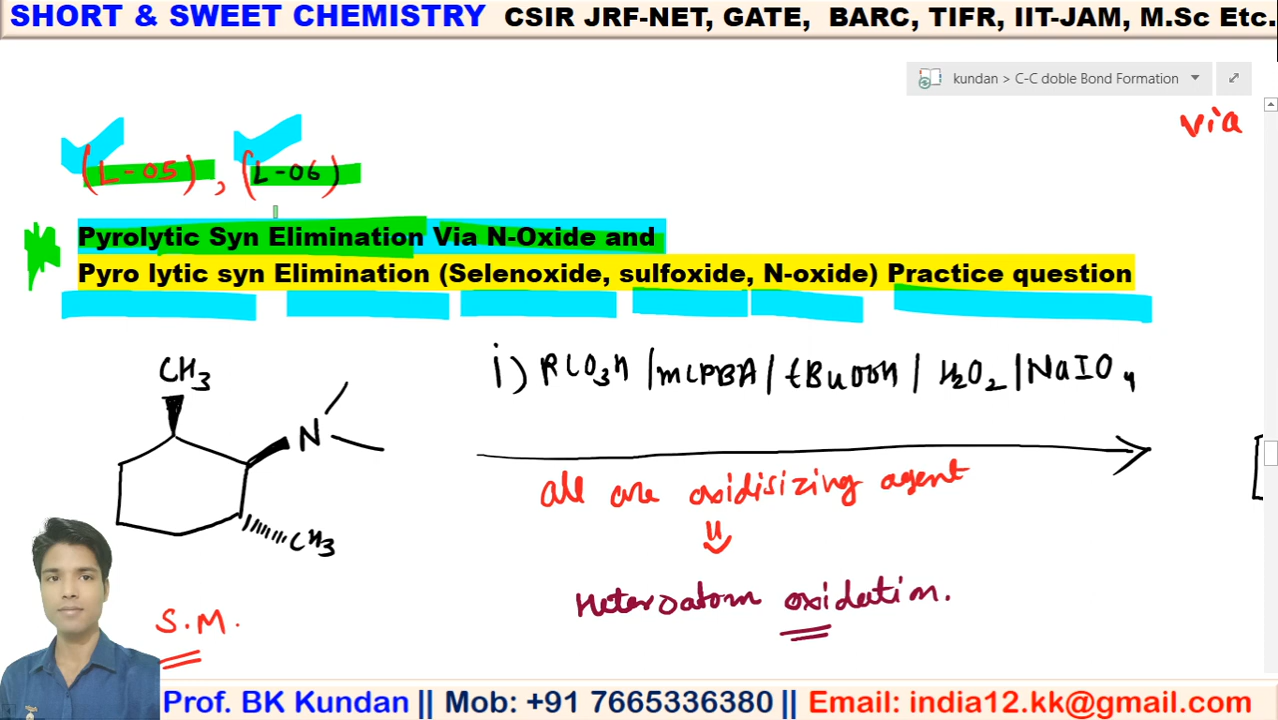 SHORT & SWEET CHEMISTRY CSIR JRF-NET, GATE, BARC, TIFR, IIT-JAM, M.Sc Etc.
kundan > C-C doble Bond Formation
via
(L-05), (L-06)
Pyrolytic Syn Elimination Via N-Oxide and
Pyro lytic syn Elimination (Selenoxide, sulfoxide, N-oxide) Practice question
CH3
N
CH3
i) RCO3H / mCPBA / tBuOOH / H2O2 / NaIO4
all are oxidisizing agent
Heteroatom oxidation.
S.M.
Prof. BK Kundan || Mob: +91 7665336380 || Email: india12.kk@gmail.com